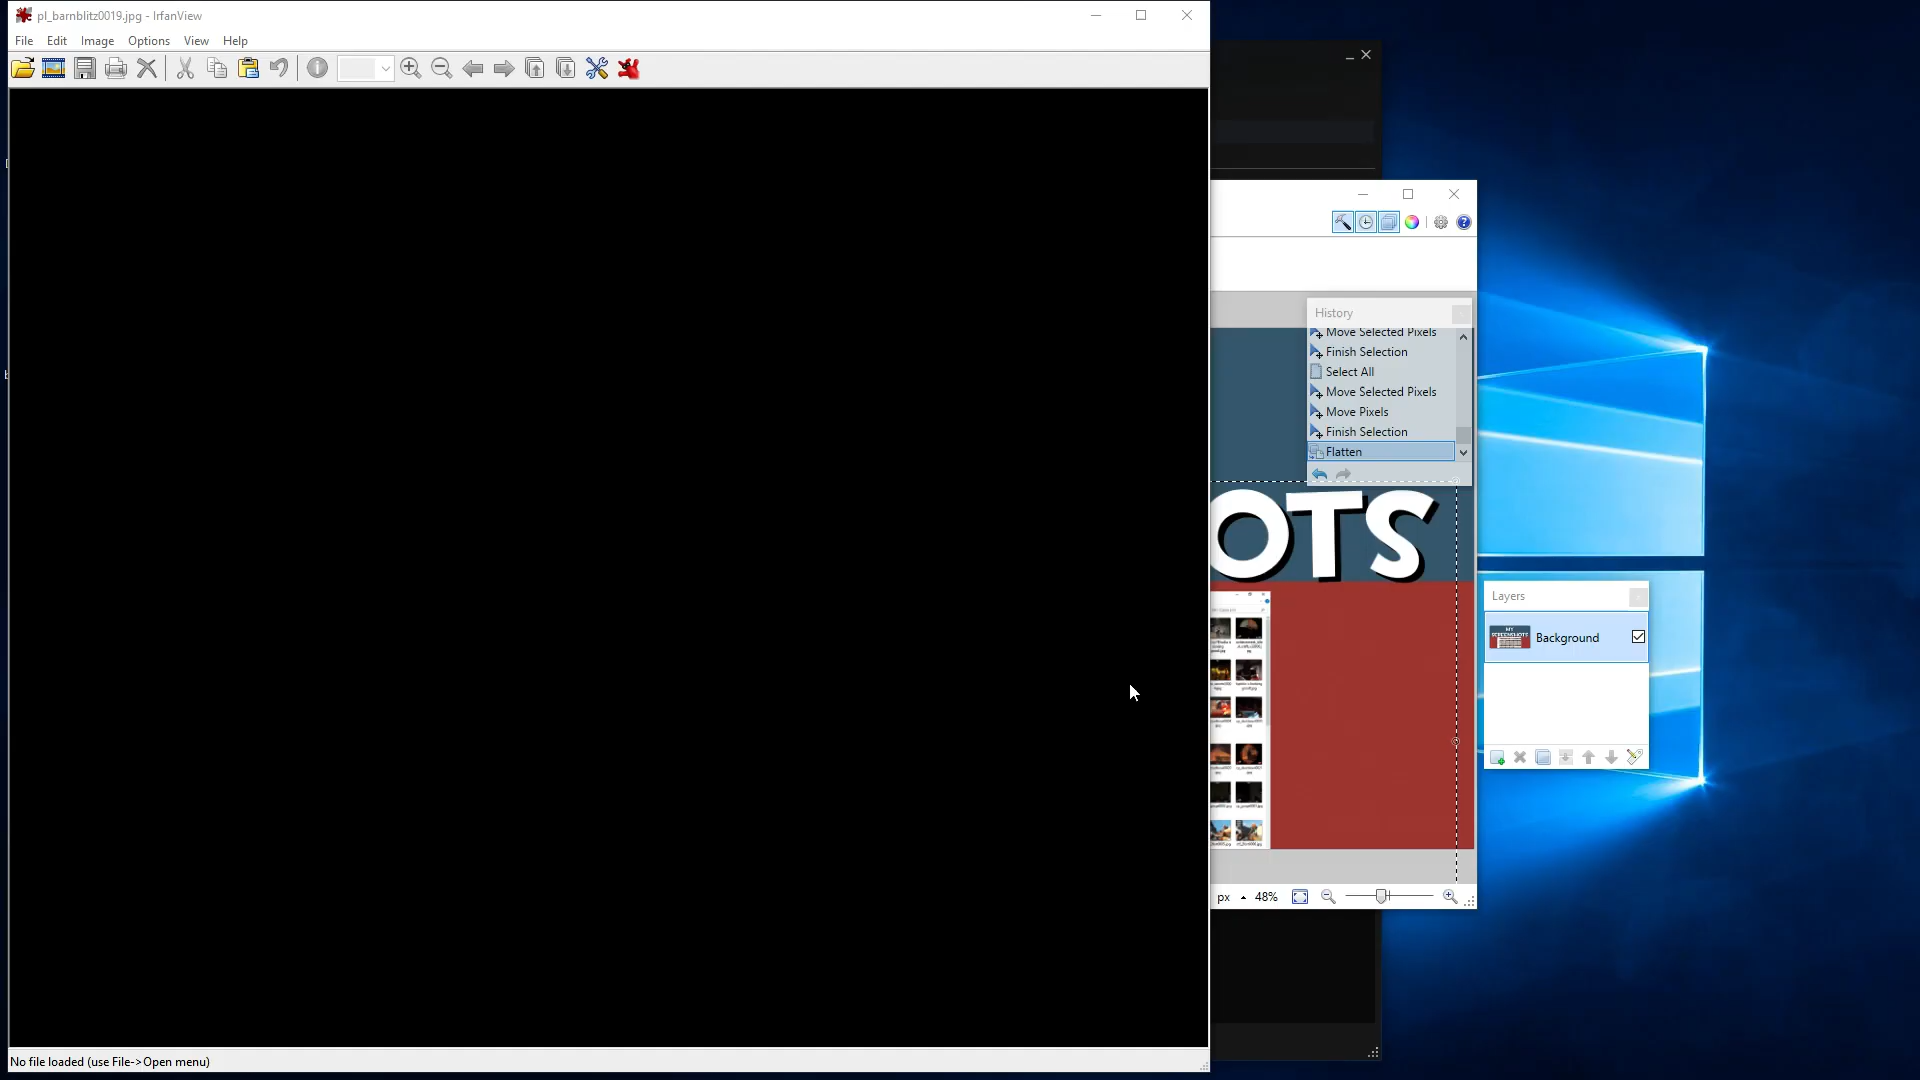 pl_barnblitz0019.jpg - IrfanView
File Edit Image Options View Help
History
Move Selected Pixels
Finish Selection
Select All
Move Selected Pixels
Move Pixels
Finish Selection
Flatten
OTS
Layers
Background
px 48%
No file loaded (use File->Open menu)